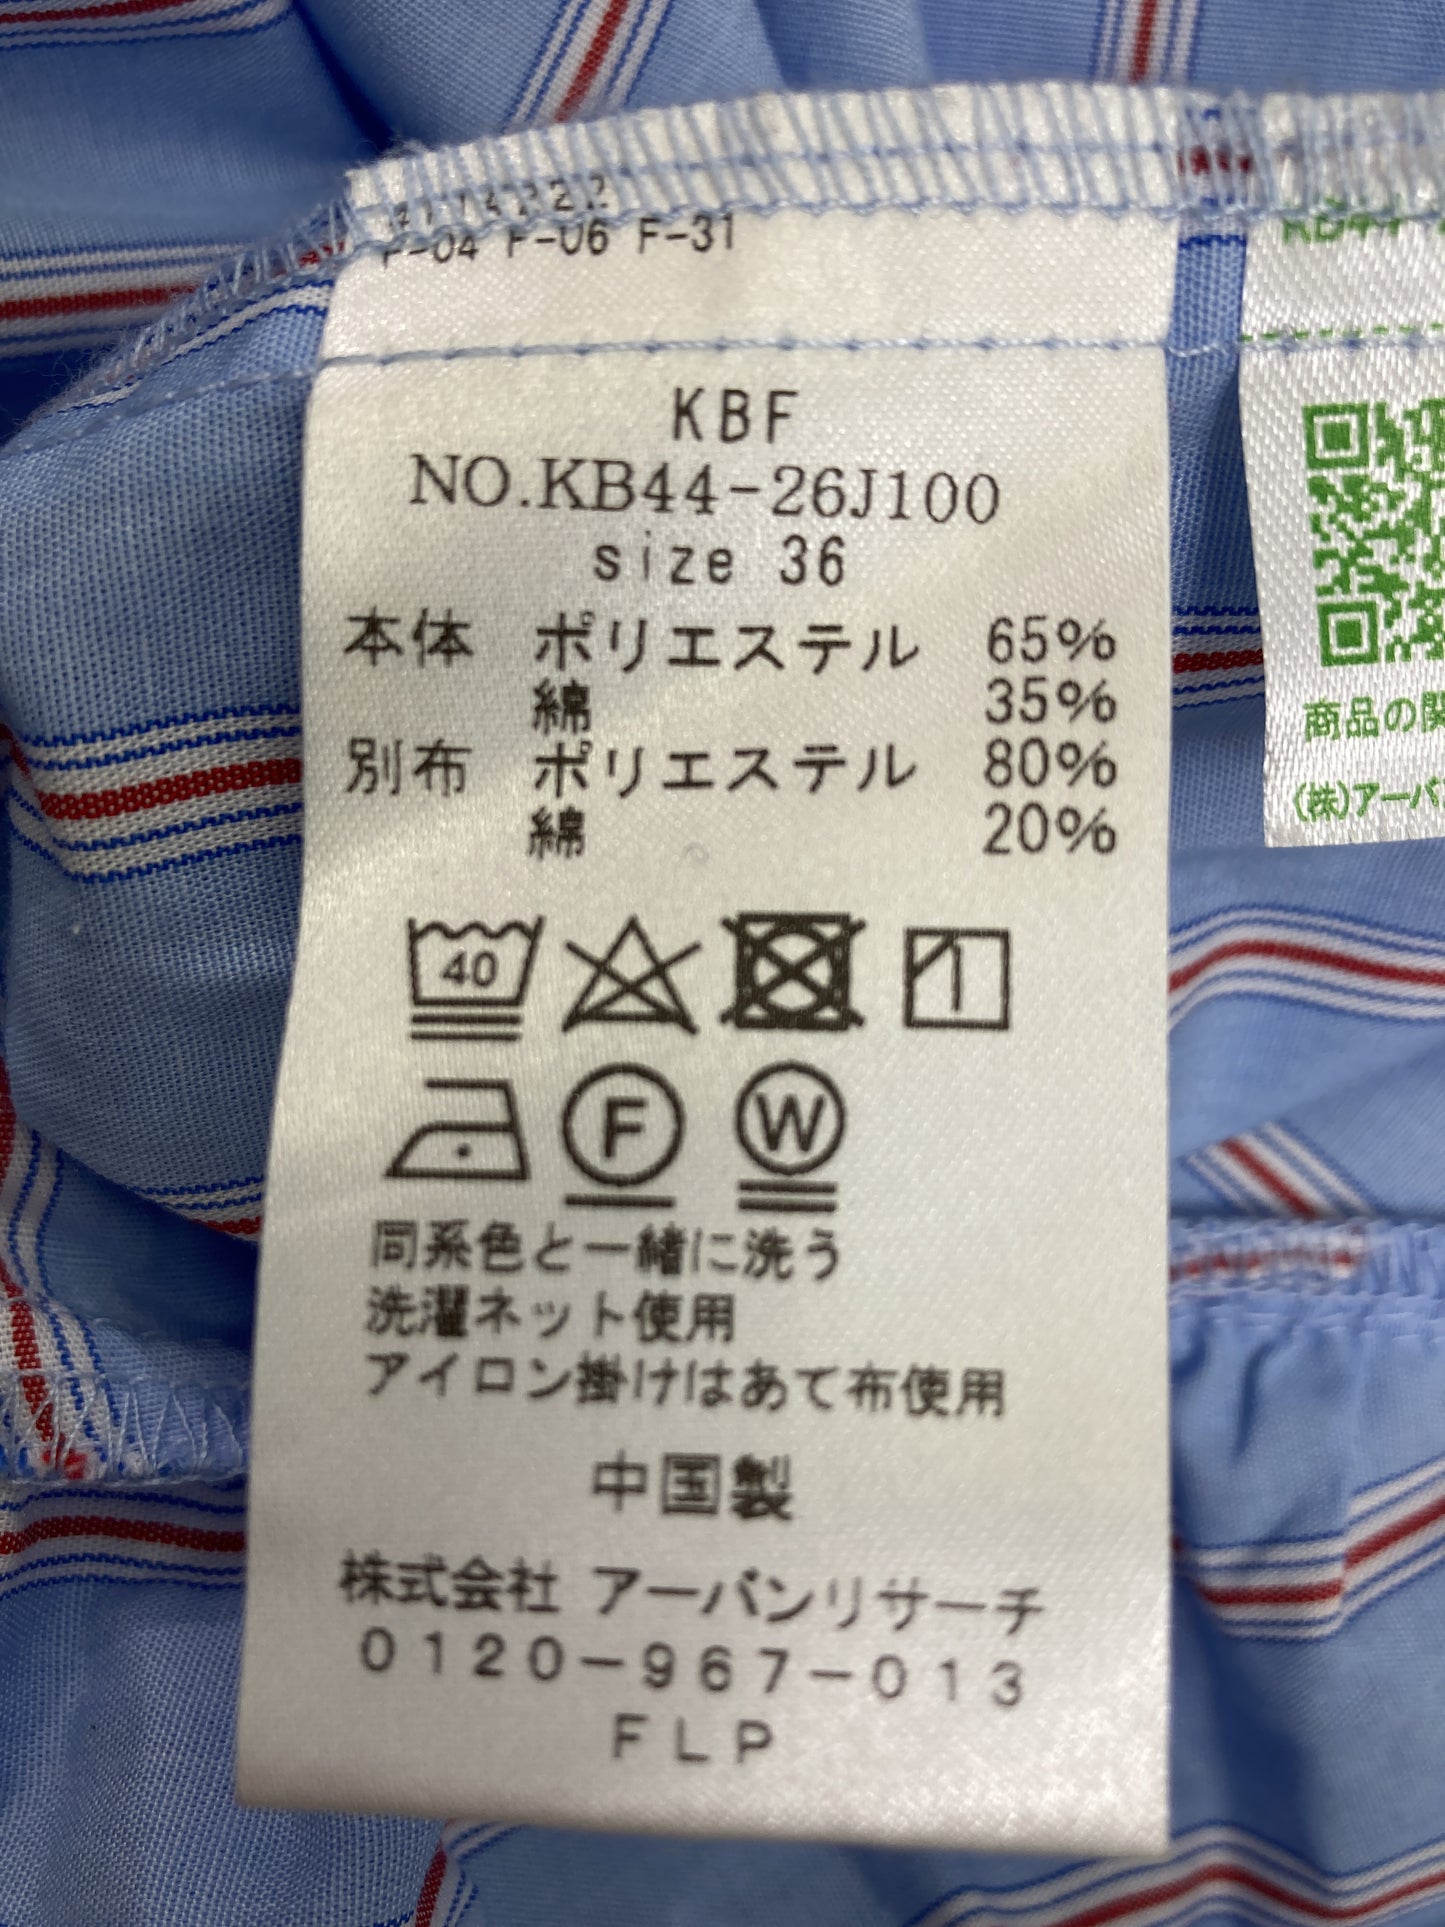 F-04 F-06 F-31
KBF
NO.KB44-26J100
size 36
本体 ポリエステル 65%
綿 35%
別布 ポリエステル 80%
綿 20%
40
1
F
W
同系色と一緒に洗う
洗濯ネット使用
アイロン掛けはあて布使用
中国製
株式会社 アーバンリサーチ
0120-967-013
FLP
KB44
商品の関
(株)アーバ